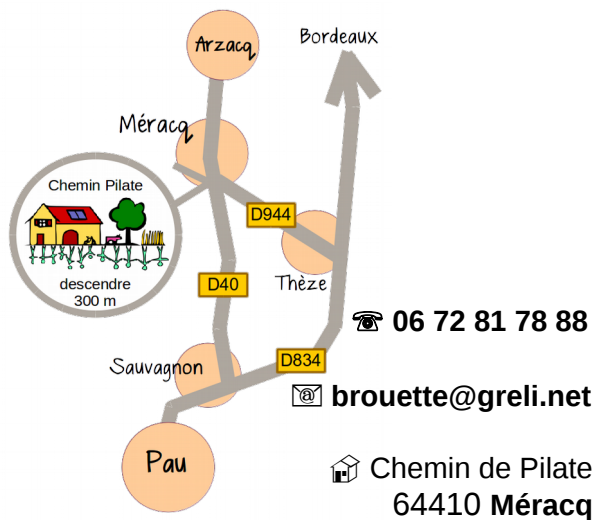 Arzacq
Bordeaux
Méracq
Chemin Pilate
D944
descendre
300 m
D40
Thèze
☎ 06 72 81 78 88
Sauvagnon
D834
brouette@greli.net
Pau
Chemin de Pilate
64410 Méracq